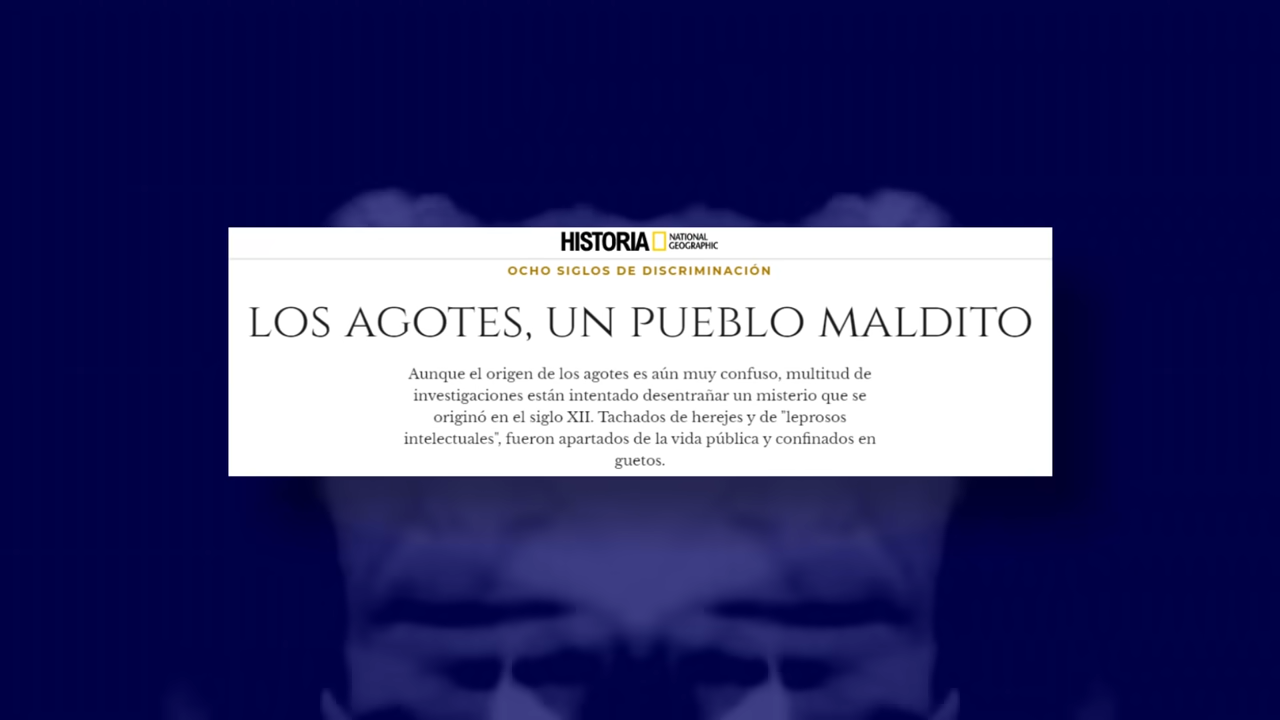 HISTORIA NATIONAL
GEOGRAPHIC
OCHO SIGLOS DE DISCRIMINACIÓN
LOS AGOTES, UN PUEBLO MALDITO
Aunque el origen de los agotes es aún muy confuso, multitud de
investigaciones están intentado desentrañar un misterio que se
originó en el siglo XII. Tachados de herejes y de "leprosos
intelectuales", fueron apartados de la vida pública y confinados en
guetos.